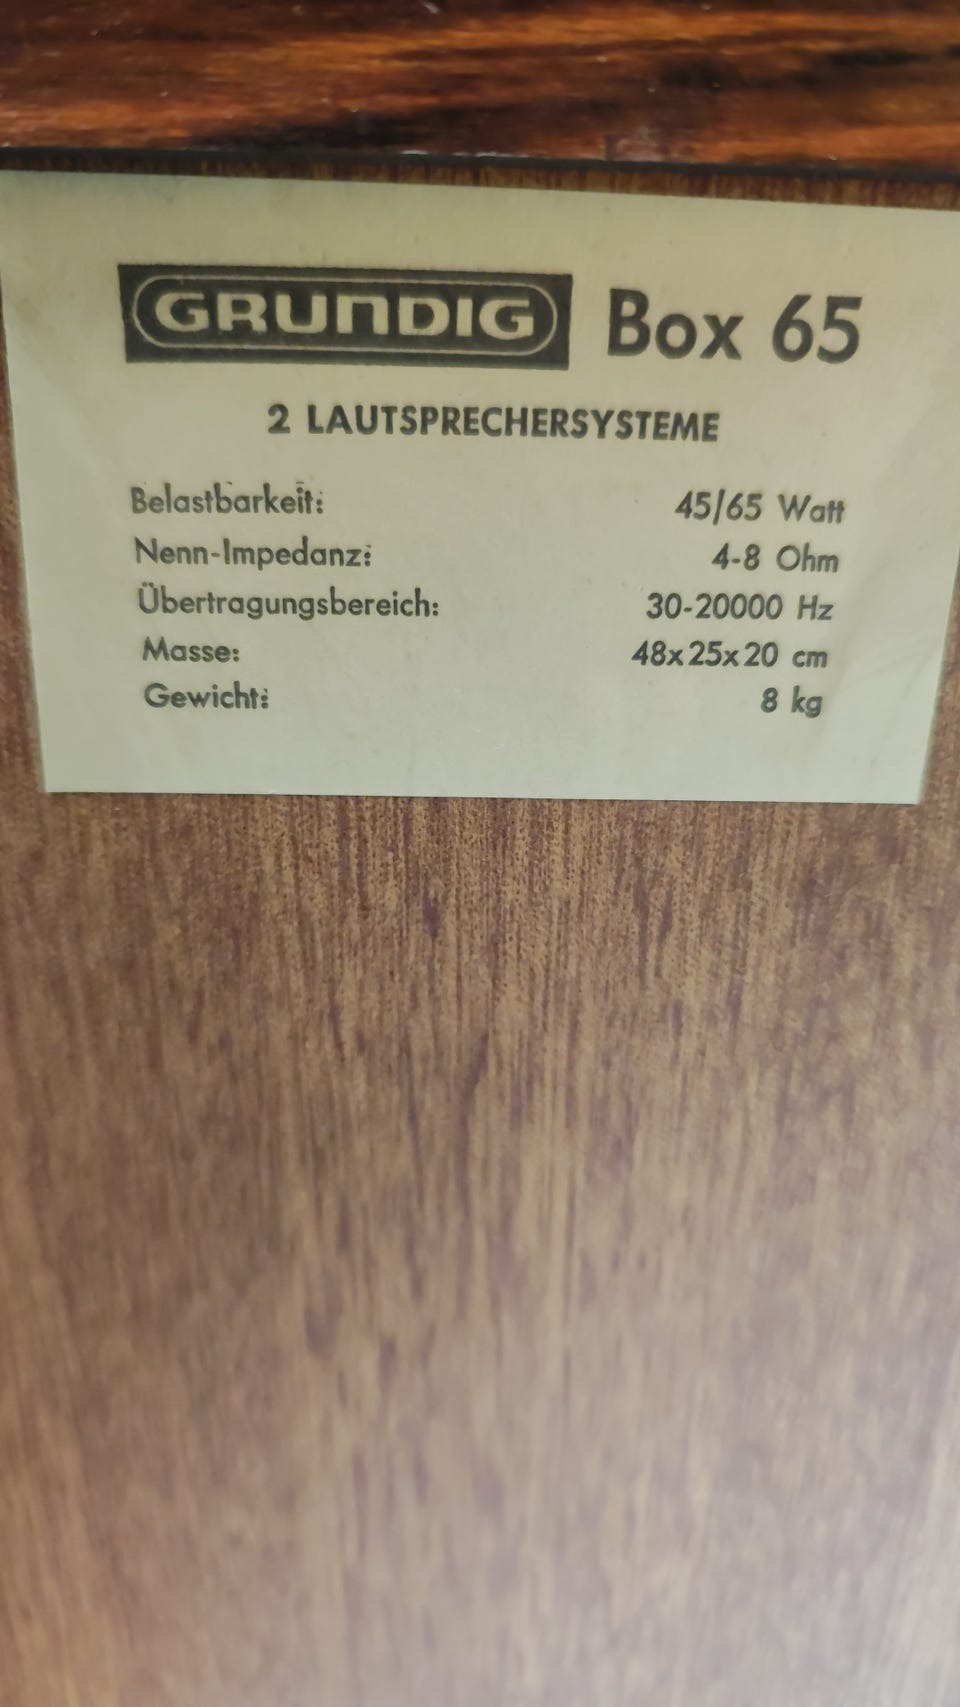 GRUNDIG Box 65
2 LAUTSPRECHERSYSTEME
Belastbarkeit: 45/65 Watt
Nenn-Impedanz: 4-8 Ohm
Übertragungsbereich: 30-20000 Hz
Masse: 48x25x20 cm
Gewicht: 8 kg